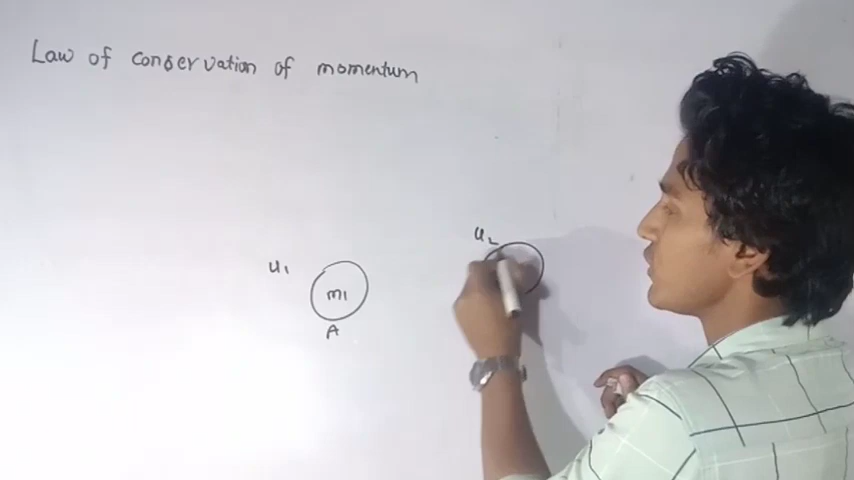 Law of conservation of momentum
u₂
u₁
m1
A